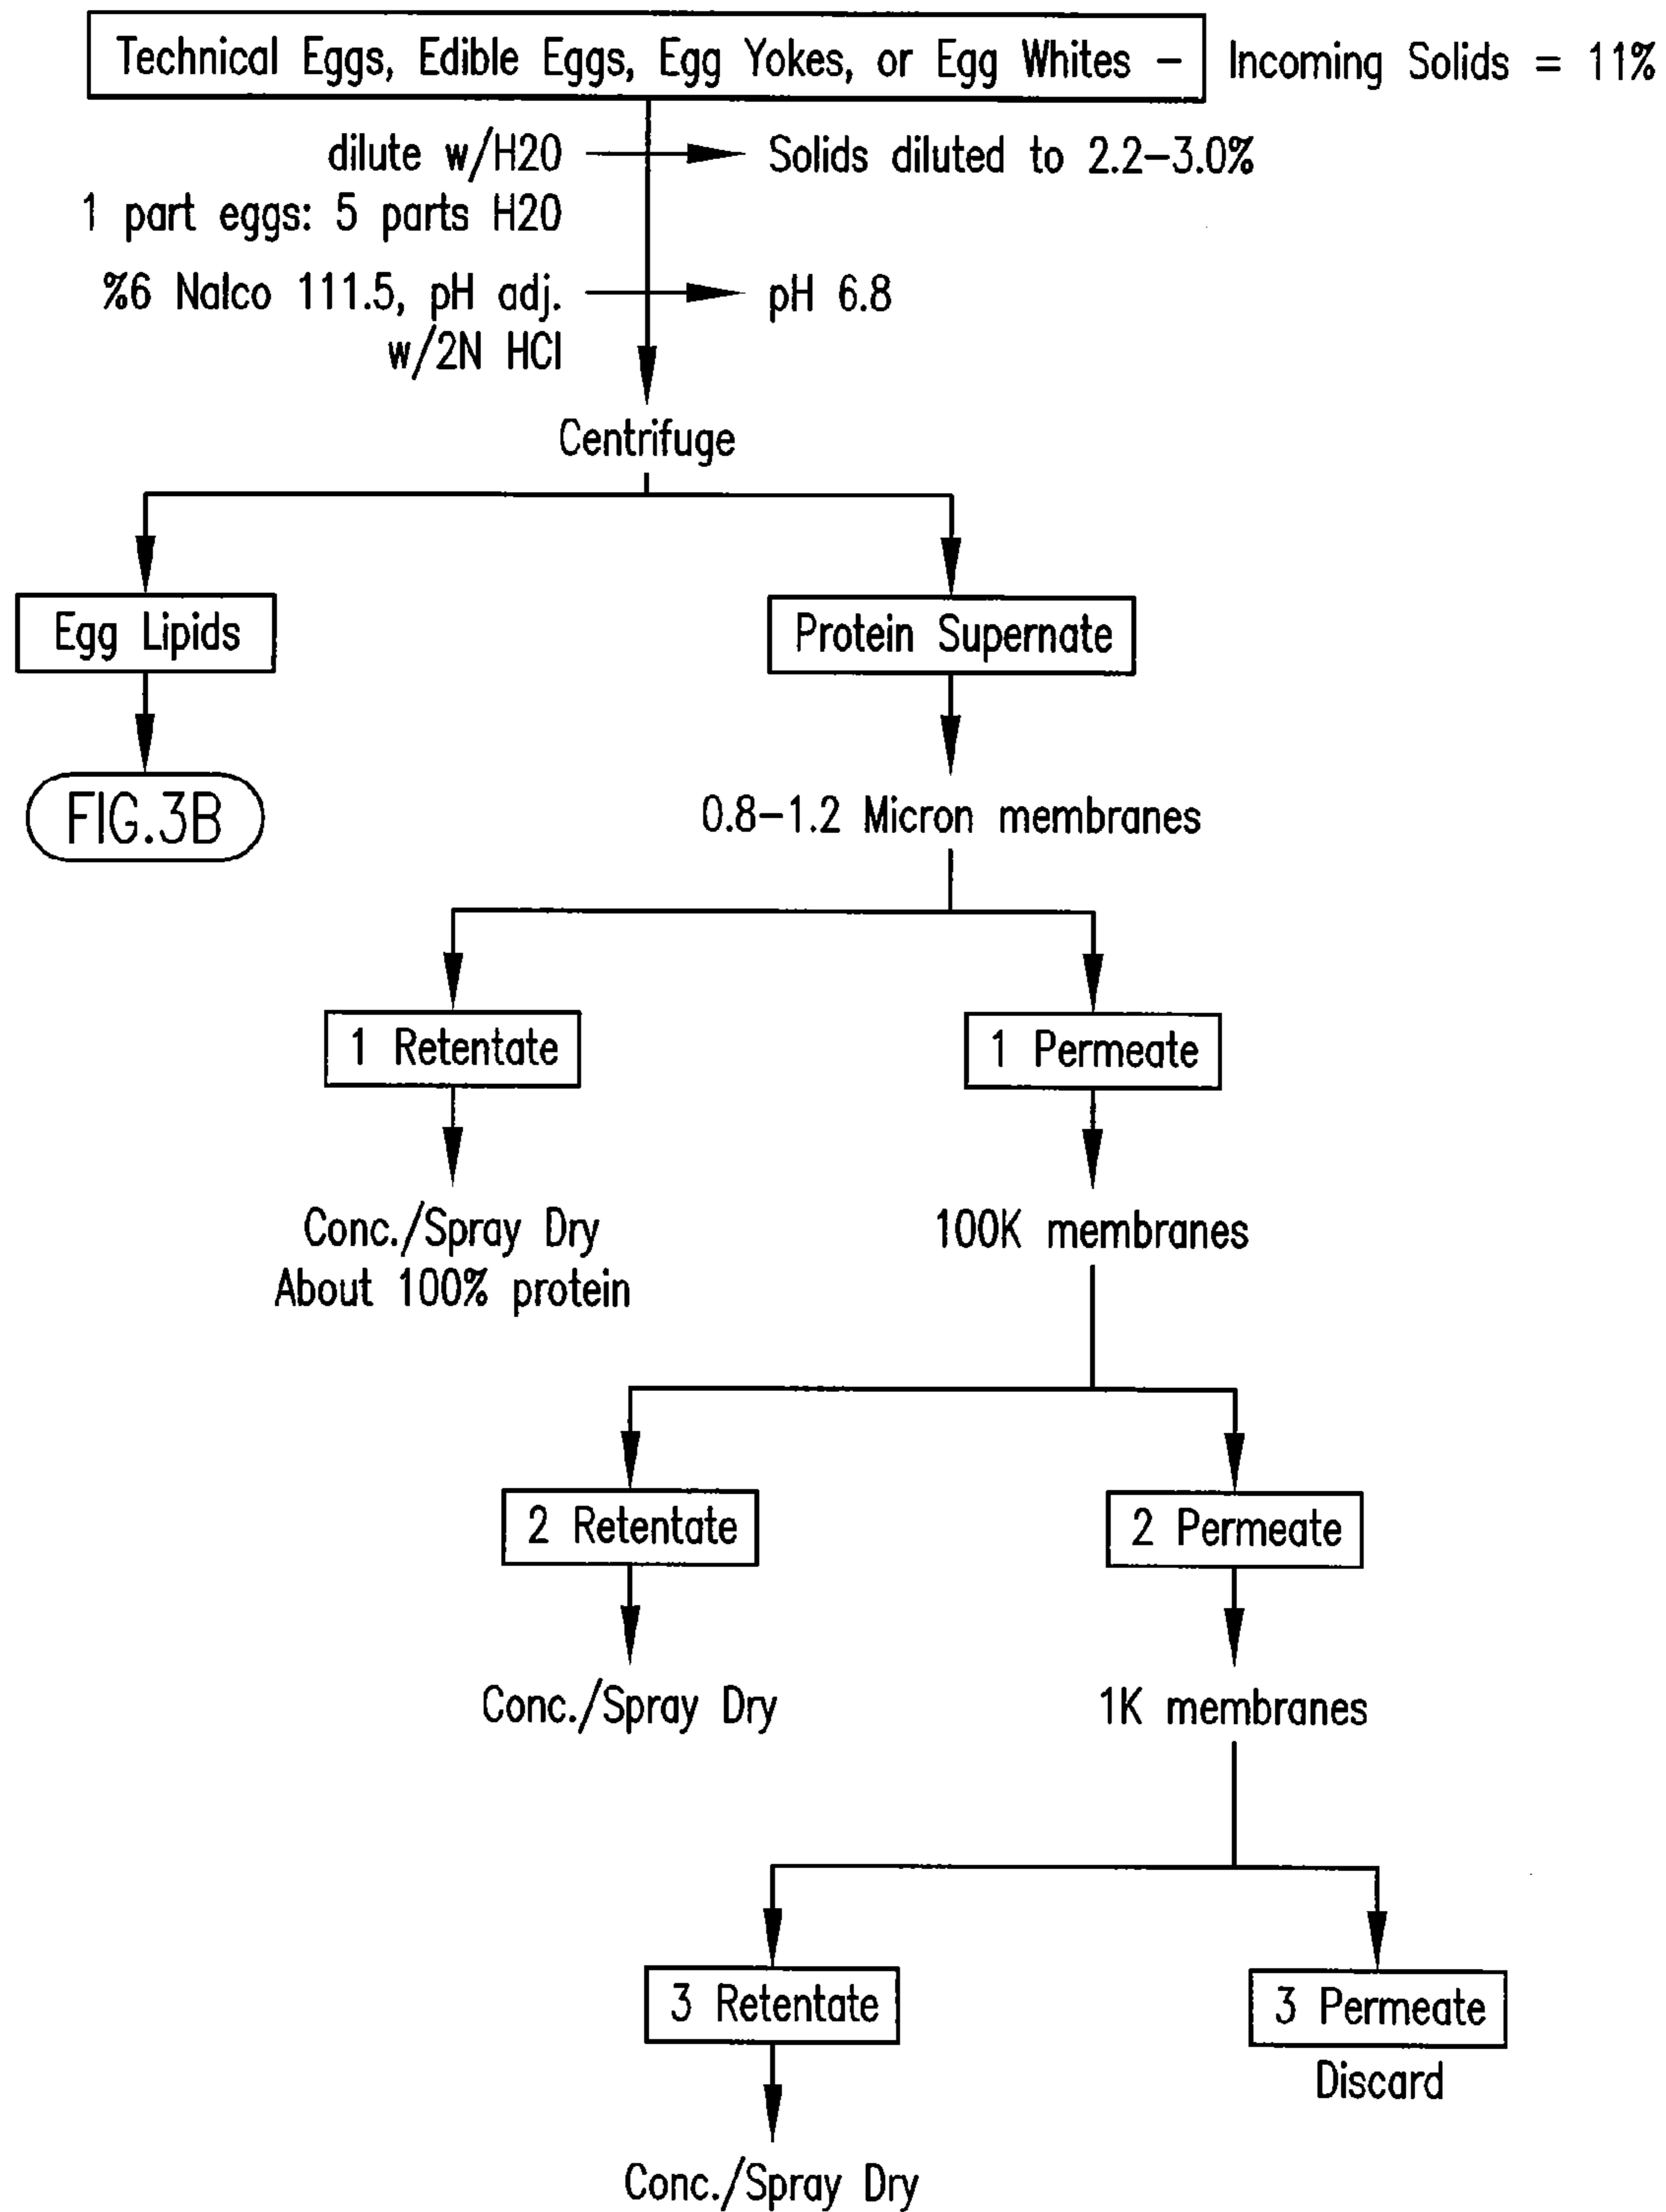 Technical Eggs, Edible Eggs, Egg Yokes, or Egg Whites – Incoming Solids = 11%
dilute w/H20
Solids diluted to 2.2–3.0%
1 part eggs: 5 parts H20
%6 Nalco 111.5, pH adj.
pH 6.8
w/2N HCl
Centrifuge
Egg Lipids
Protein Supernate
FIG.3B
0.8–1.2 Micron membranes
1 Retentate
1 Permeate
Conc./Spray Dry
About 100% protein
100K membranes
2 Retentate
2 Permeate
Conc./Spray Dry
1K membranes
3 Retentate
3 Permeate
Discard
Conc./Spray Dry